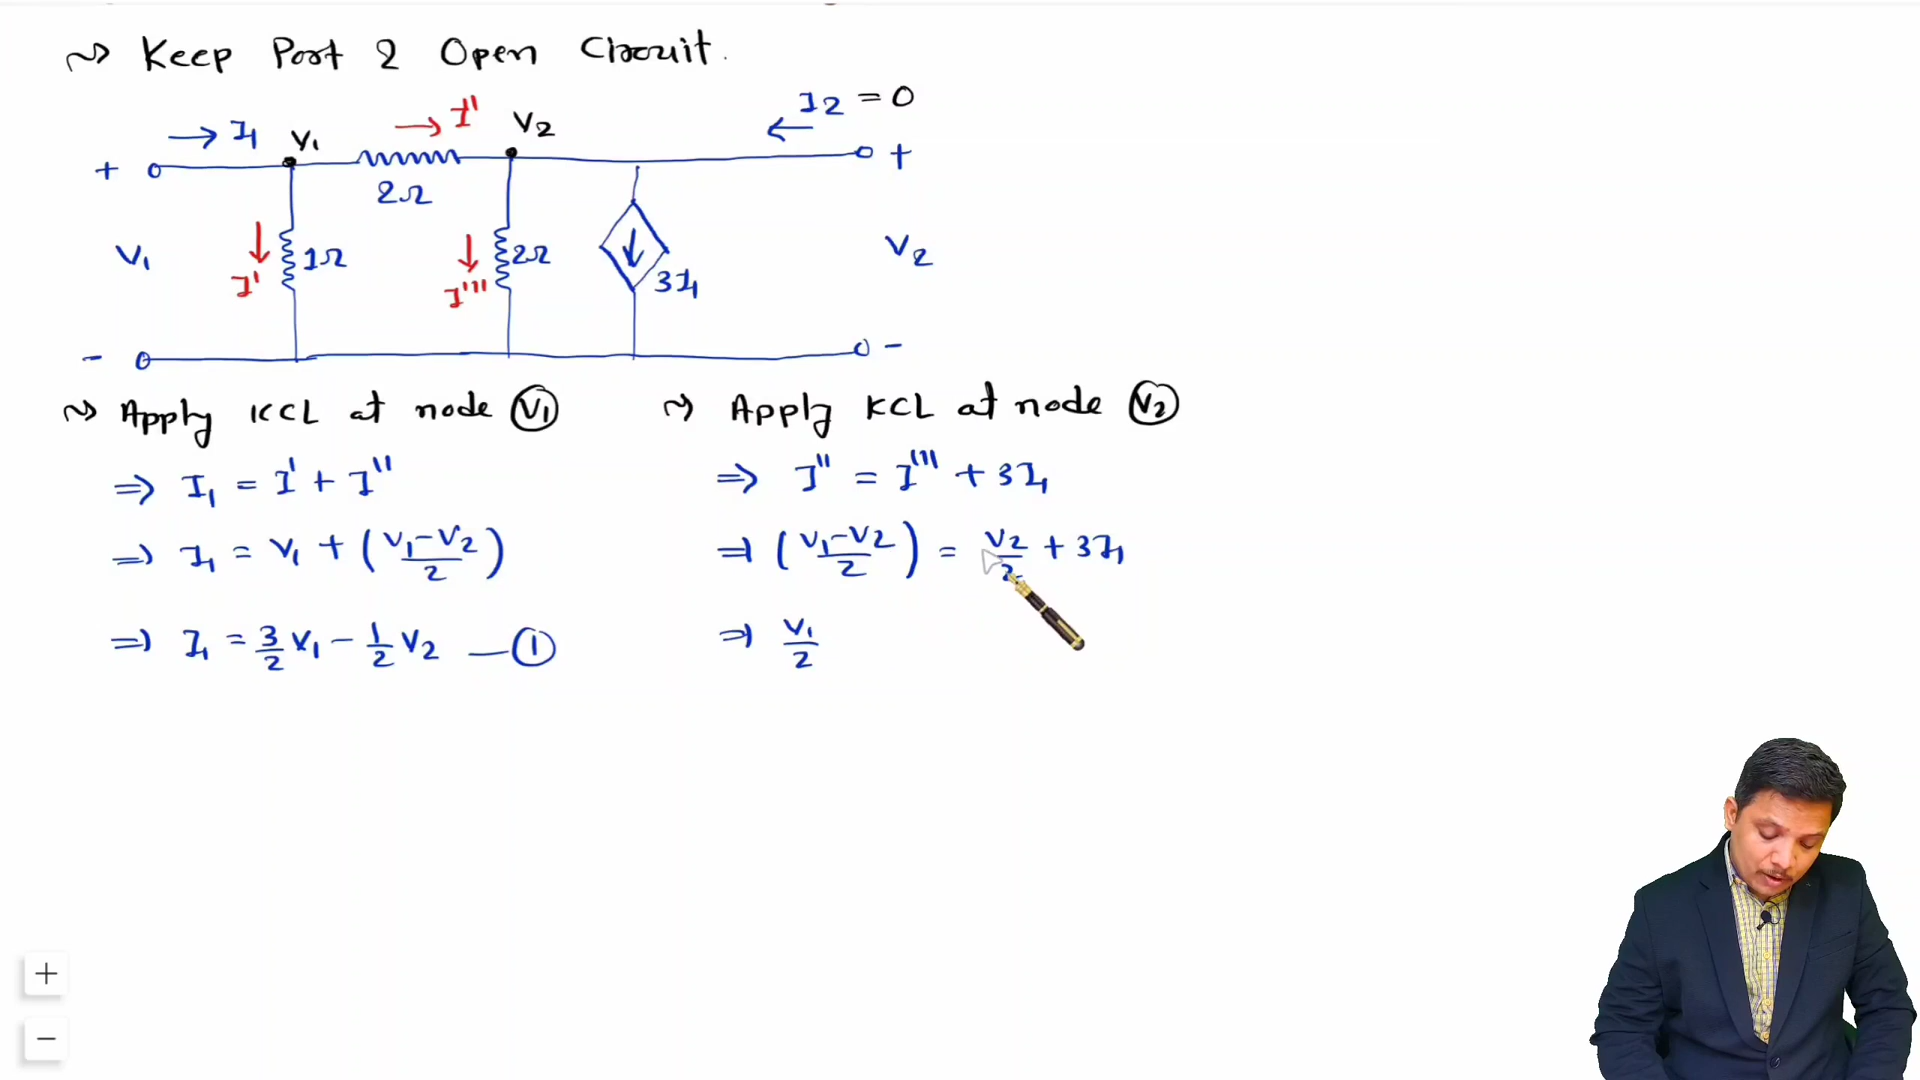 ~> Keep Port 2 Open Circuit.
→ I₁ V₁ → I' V₂ ← I₂ = 0
+ 2Ω +
V₁ ↓ I' 1Ω ↓ I''' 2Ω ↓ 3I₁ V₂
- -
~> Apply KCL at node V₁
⇒ I₁ = I' + I''
⇒ I₁ = V₁ + (V₁-V₂/2)
⇒ I₁ = 3/2 V₁ - 1/2 V₂ — ①
~> Apply KCL at node V₂
⇒ I'' = I''' + 3I₁
⇒ (V₁-V₂/2) = V₂/2 + 3I₁
⇒ V₁/2
+
−